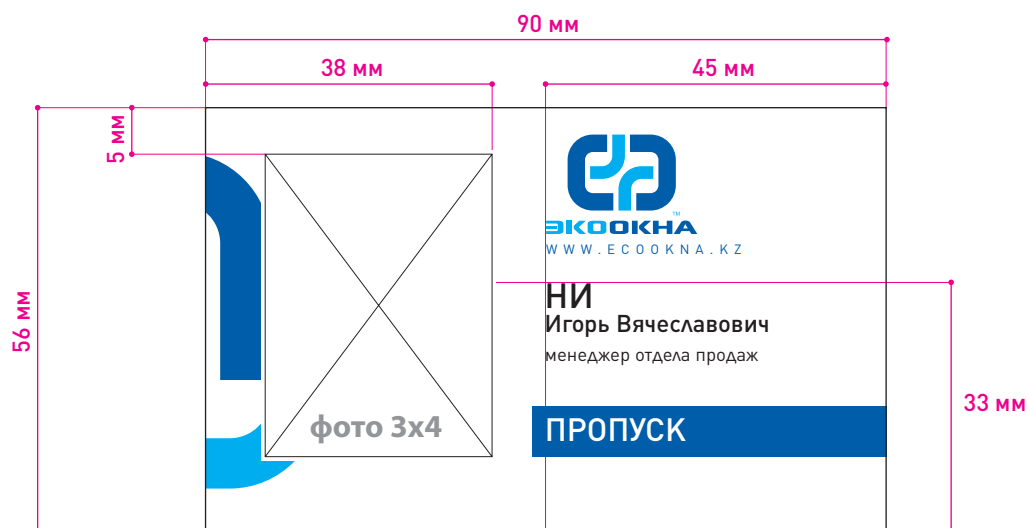 90 мм
38 мм
45 мм
5 мм
ЭКООКНА™
WWW.ECOOKNA.KZ
56 мм
НИ
Игорь Вячеславович
менеджер отдела продаж
33 мм
фото 3х4
ПРОПУСК